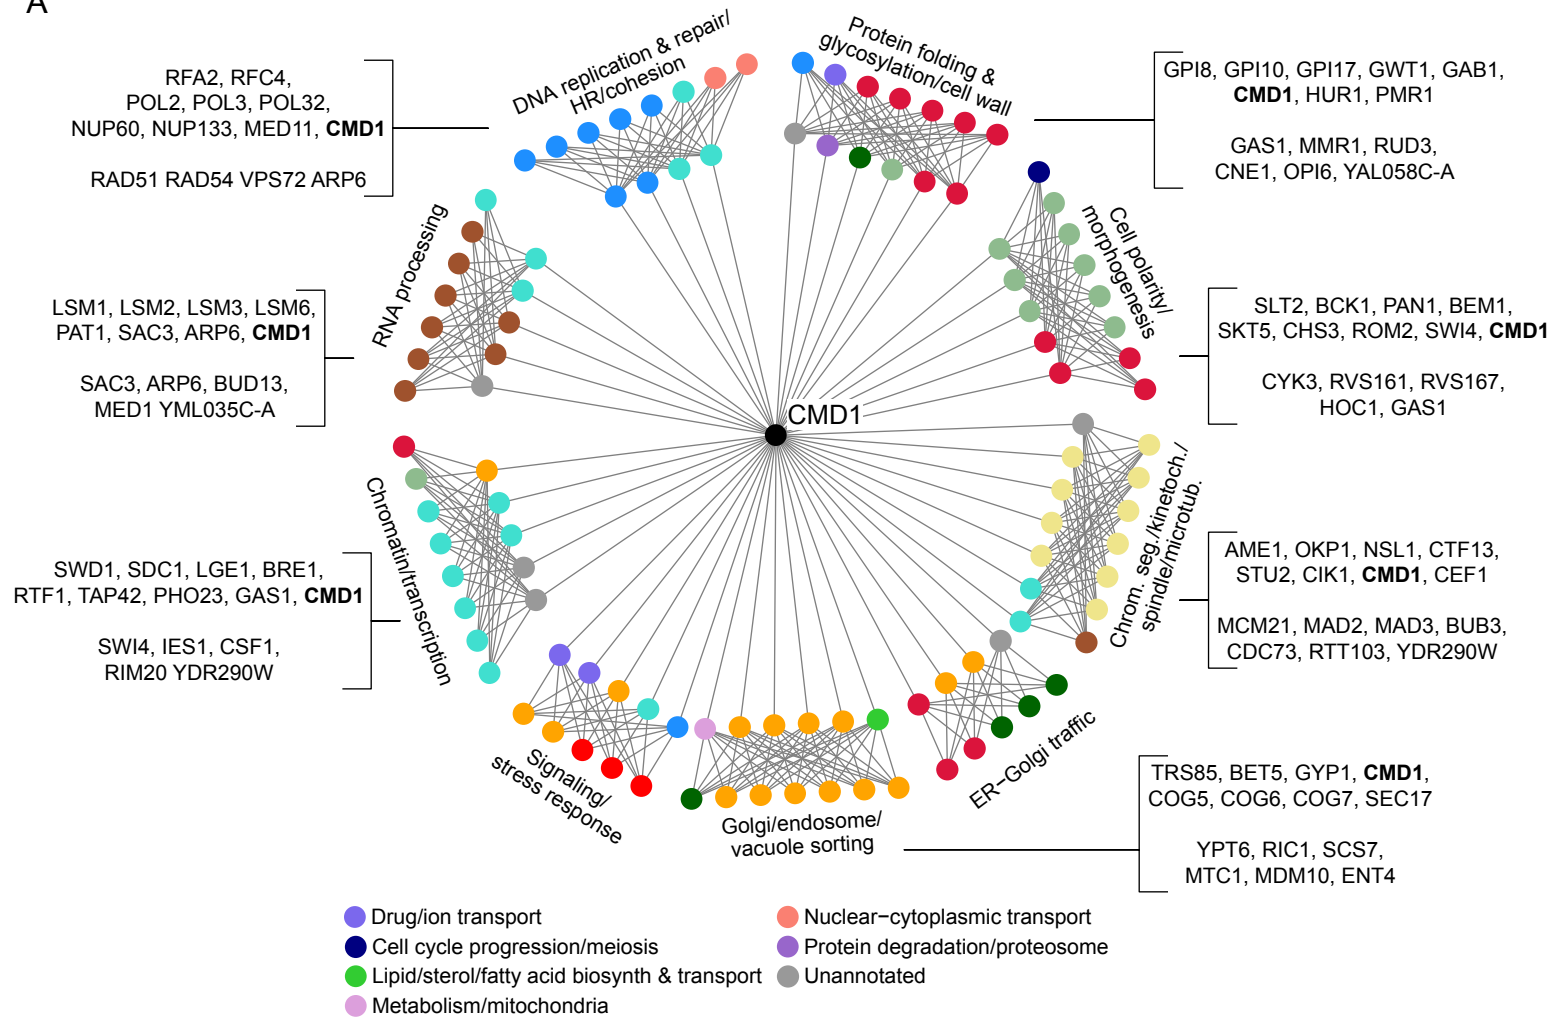 A
DNA replication & repair/
HR/cohesion
Protein folding &
glycosylation/cell wall
RFA2, RFC4,
POL2, POL3, POL32,
NUP60, NUP133, MED11, CMD1
RAD51 RAD54 VPS72 ARP6
GPI8, GPI10, GPI17, GWT1, GAB1,
CMD1, HUR1, PMR1
GAS1, MMR1, RUD3,
CNE1, OPI6, YAL058C-A
RNA processing
Cell polarity/
morphogenesis
LSM1, LSM2, LSM3, LSM6,
PAT1, SAC3, ARP6, CMD1
SAC3, ARP6, BUD13,
MED1 YML035C-A
SLT2, BCK1, PAN1, BEM1,
SKT5, CHS3, ROM2, SWI4, CMD1
CYK3, RVS161, RVS167,
HOC1, GAS1
CMD1
Chromatin/transcription
Chrom. seg./kinetoch./
spindle/microtub.
SWD1, SDC1, LGE1, BRE1,
RTF1, TAP42, PHO23, GAS1, CMD1
SWI4, IES1, CSF1,
RIM20 YDR290W
AME1, OKP1, NSL1, CTF13,
STU2, CIK1, CMD1, CEF1
MCM21, MAD2, MAD3, BUB3,
CDC73, RTT103, YDR290W
Signaling/
stress response
Golgi/endosome/
vacuole sorting
ER−Golgi traffic
TRS85, BET5, GYP1, CMD1,
COG5, COG6, COG7, SEC17
YPT6, RIC1, SCS7,
MTC1, MDM10, ENT4
Drug/ion transport
Cell cycle progression/meiosis
Lipid/sterol/fatty acid biosynth & transport
Metabolism/mitochondria
Nuclear−cytoplasmic transport
Protein degradation/proteosome
Unannotated